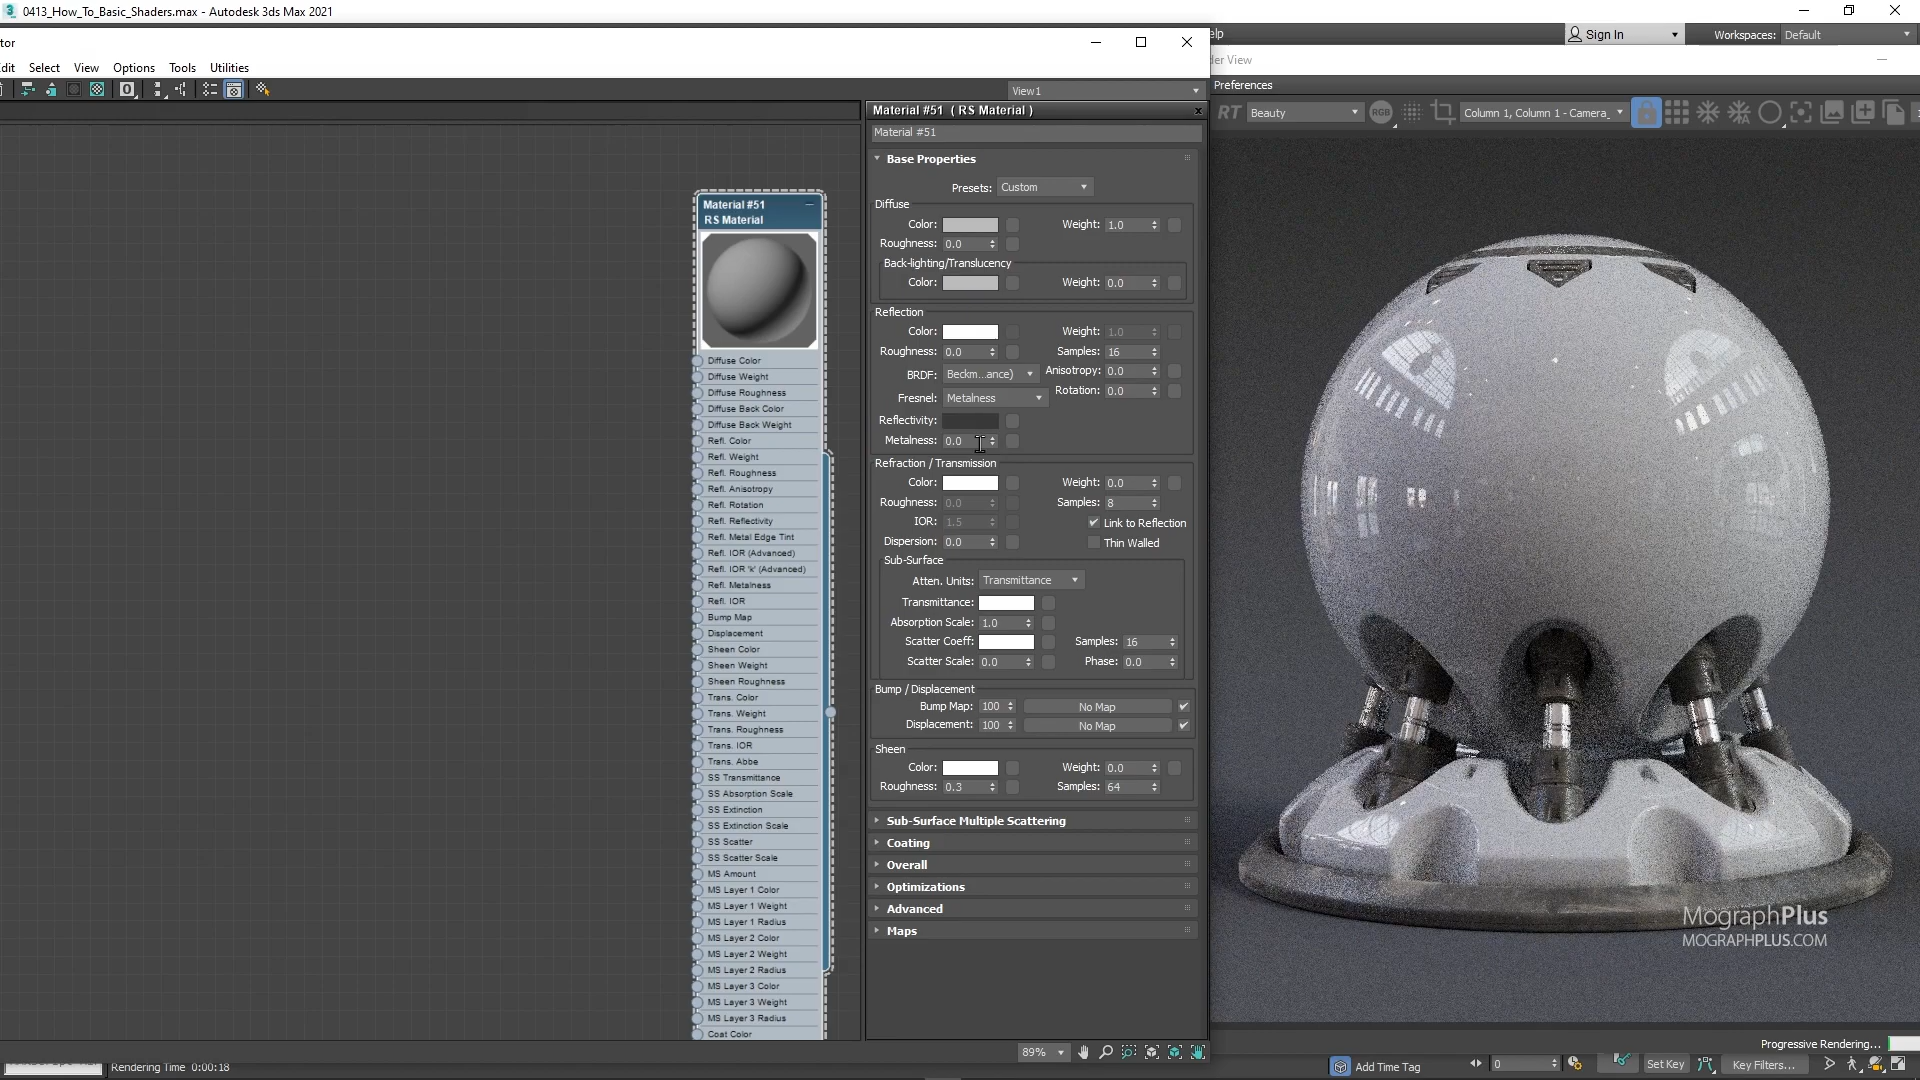 0413_How_To_Basic_Shaders.max - Autodesk 3ds Max 2021
elp
Sign In
Workspaces: Default
tor
der View
dit Select View Options Tools Utilities
Preferences
View1
RT Beauty RGB Column 1, Column 1 - Camera_
Material #51 ( RS Material )
Material #51
Base Properties
Presets: Custom
Diffuse
Color: Weight: 1.0
Roughness: 0.0
Back-lighting/Translucency
Color: Weight: 0.0
Reflection
Color: Weight: 1.0
Roughness: 0.0 Samples: 16
BRDF: Beckm...ance) Anisotropy: 0.0
Rotation: 0.0
Fresnel: Metalness
Reflectivity:
Metalness: 0.0
Refraction / Transmission
Color: Weight: 0.0
Roughness: 0.0 Samples: 8
IOR: 1.5 Link to Reflection
Dispersion: 0.0 Thin Walled
Sub-Surface
Atten. Units: Transmittance
Transmittance:
Absorption Scale: 1.0
Scatter Coeff: Samples: 16
Scatter Scale: 0.0 Phase: 0.0
Bump / Displacement
Bump Map: 100 No Map
Displacement: 100 No Map
Sheen
Color: Weight: 0.0
Roughness: 0.3 Samples: 64
Sub-Surface Multiple Scattering
Coating
Overall
Optimizations
Advanced
Maps
Material #51
RS Material
Diffuse Color
Diffuse Weight
Diffuse Roughness
Diffuse Back Color
Diffuse Back Weight
Refl. Color
Refl. Weight
Refl. Roughness
Refl. Anisotropy
Refl. Rotation
Refl. Reflectivity
Refl. Metal Edge Tint
Refl. IOR (Advanced)
Refl. IOR 'k' (Advanced)
Refl. Metalness
Refl. IOR
Bump Map
Displacement
Sheen Color
Sheen Weight
Sheen Roughness
Trans. Color
Trans. Weight
Trans. Roughness
Trans. IOR
Trans. Abbe
SS Transmittance
SS Absorption Scale
SS Extinction
SS Extinction Scale
SS Scatter
SS Scatter Scale
MS Amount
MS Layer 1 Color
MS Layer 1 Weight
MS Layer 1 Radius
MS Layer 2 Color
MS Layer 2 Weight
MS Layer 2 Radius
MS Layer 3 Color
MS Layer 3 Weight
MS Layer 3 Radius
Coat Color
MographPlus
MOGRAPHPLUS.COM
89%
Progressive Rendering...
Rendering Time 0:00:18
Add Time Tag
0
Set Key
Key Filters...